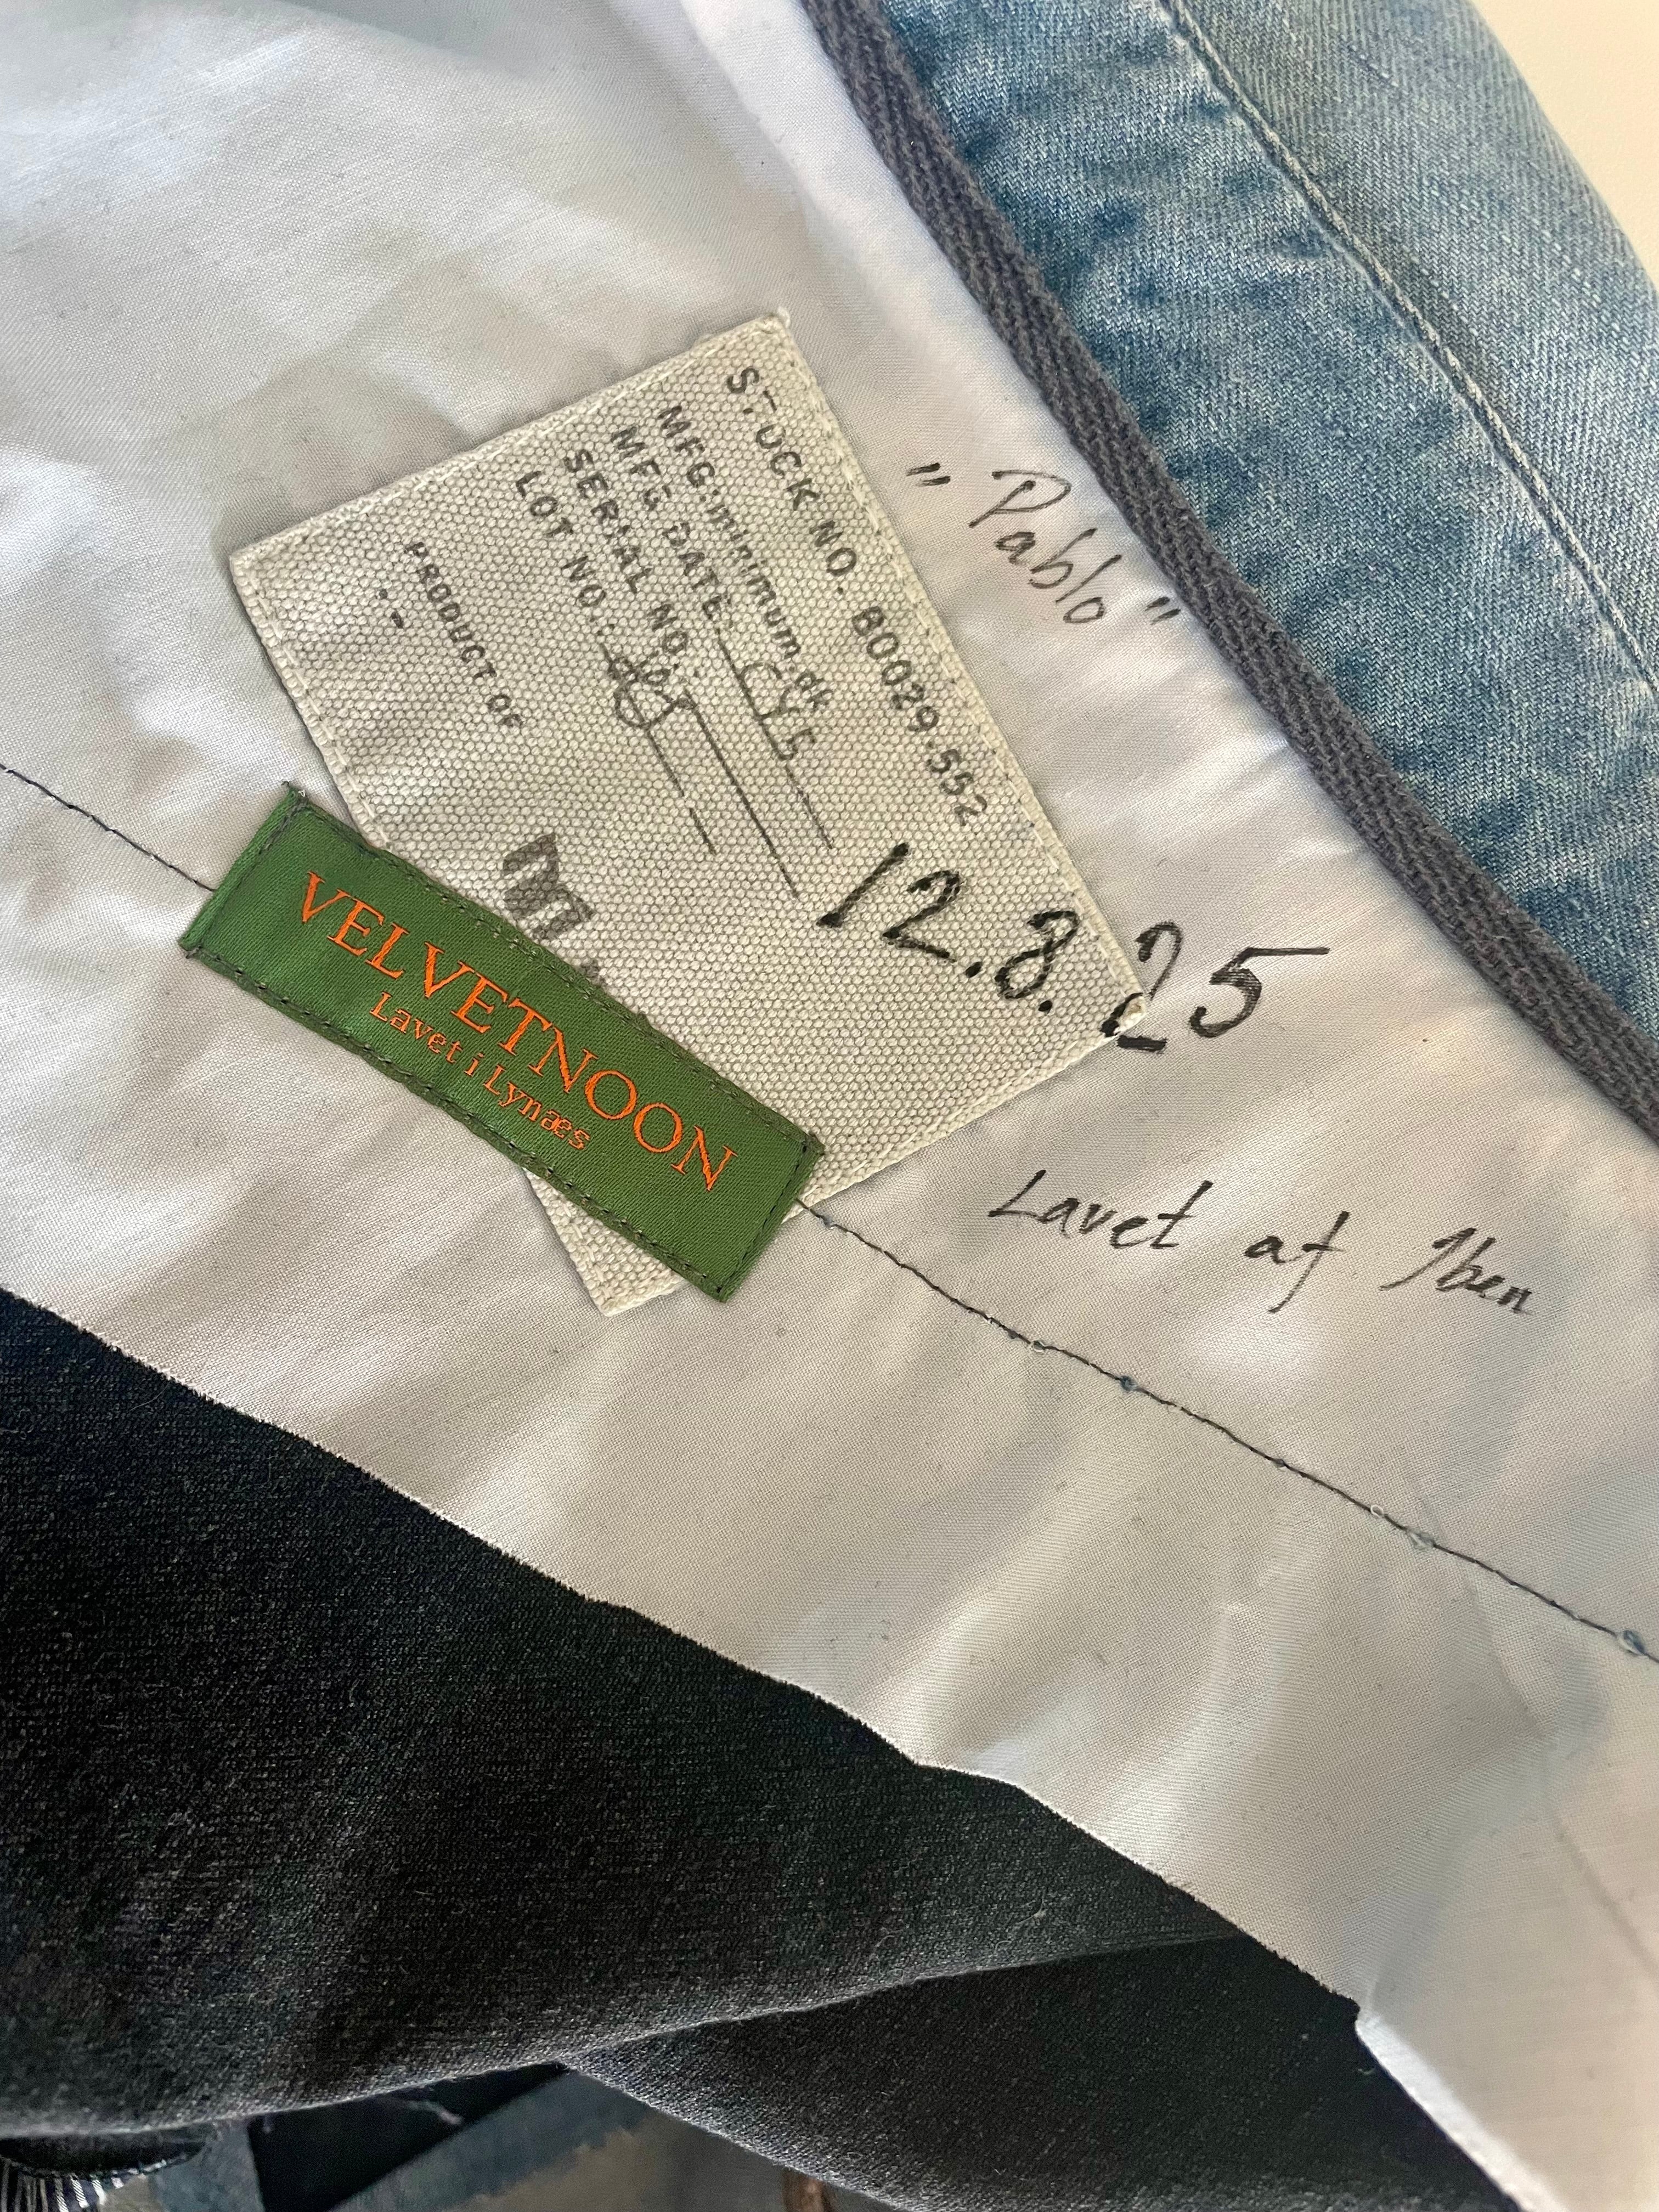 "Pablo"
STOCK NO. 80029.552
MFG: minimum.dk
MFG DATE
SERIAL NO.:
LOT NO.:
PRODUCT OF
12.8.25
VELVETNOON
Lavet i Lynæs
Lavet af Iben